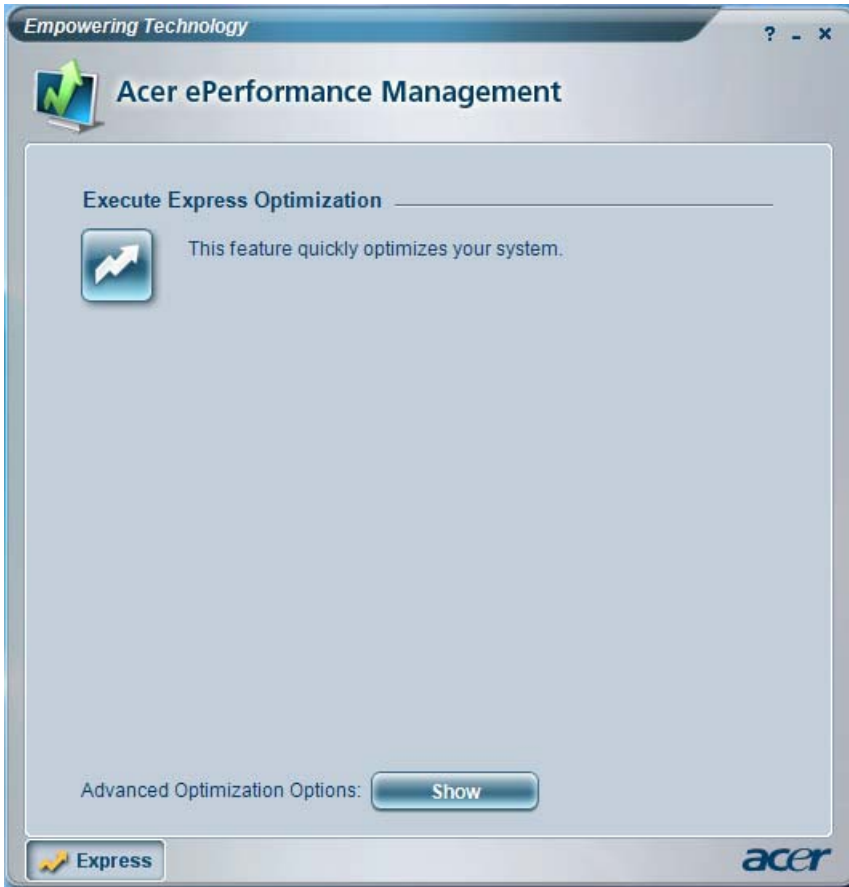 Empowering Technology
? - x
Acer ePerformance Management
Execute Express Optimization
This feature quickly optimizes your system.
Advanced Optimization Options: Show
Express
acer